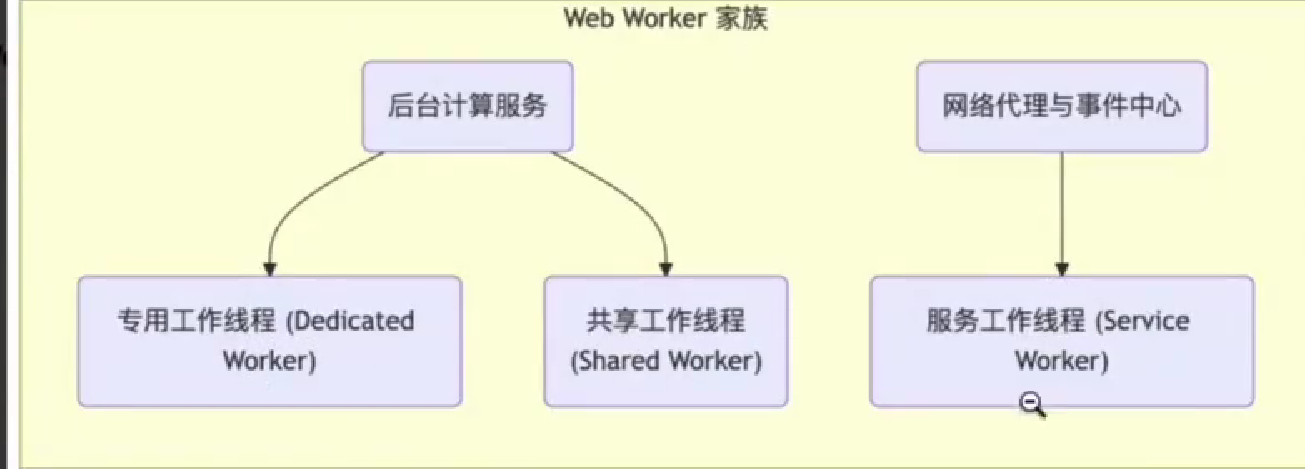 Web Worker 家族
后台计算服务
网络代理与事件中心
专用工作线程 (Dedicated
Worker)
共享工作线程
(Shared Worker)
服务工作线程 (Service
Worker)